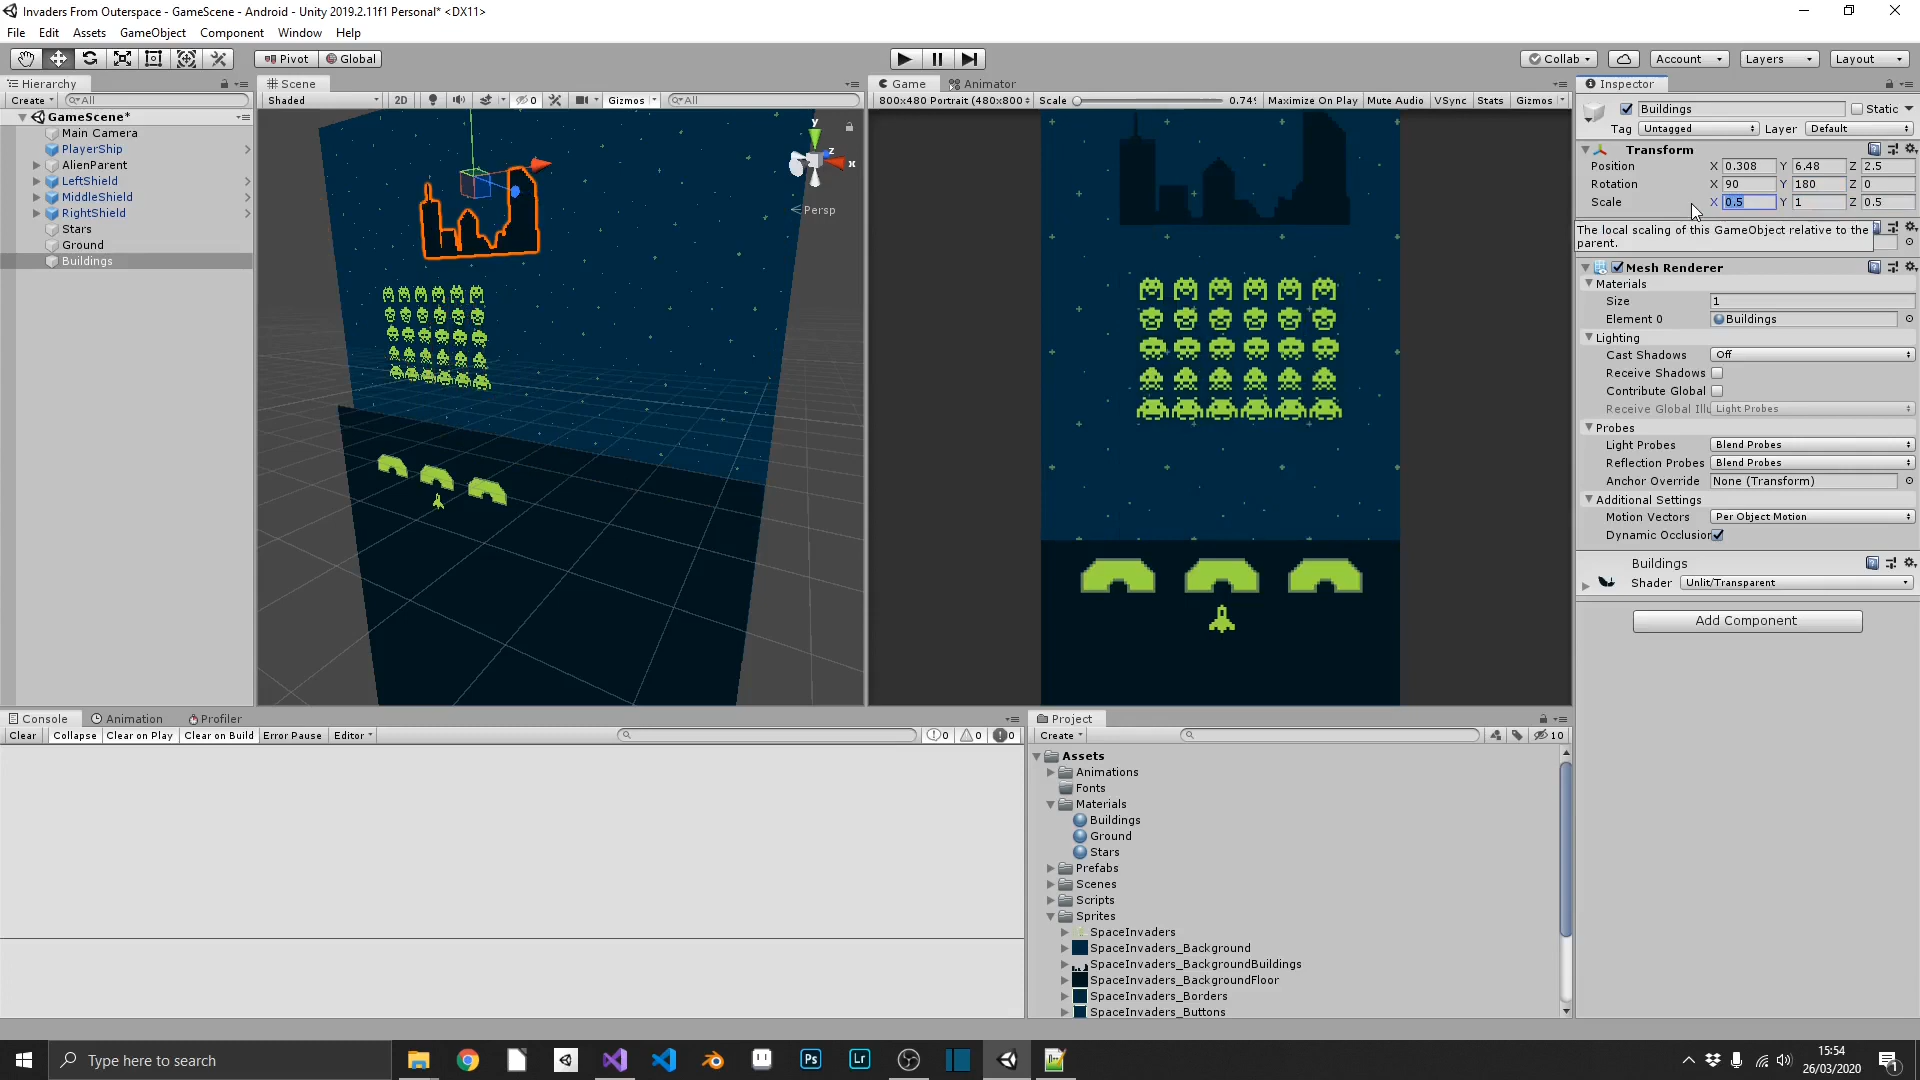 Invaders From Outerspace - GameScene - Android - Unity 2019.2.11f1 Personal* <DX11>
File Edit Assets GameObject Component Window Help
Pivot Global
Collab Account Layers Layout
Hierarchy
Create All
GameScene*
Main Camera
PlayerShip
AlienParent
LeftShield
MiddleShield
RightShield
Stars
Ground
Buildings
Scene
Shaded 2D 0 Gizmos All
y
z
x
Persp
Game Animator
800x480 Portrait (480x800 Scale 0.74 Maximize On Play Mute Audio VSync Stats Gizmos
Inspector
Buildings Static
Tag Untagged Layer Default
Transform
Position X 0.308 Y 6.48 Z 2.5
Rotation X 90 Y 180 Z 0
Scale X 0.5 Y 1 Z 0.5
The local scaling of this GameObject relative to the
parent.
Mesh Renderer
Materials
Size 1
Element 0 Buildings
Lighting
Cast Shadows Off
Receive Shadows
Contribute Global
Receive Global Illu Light Probes
Probes
Light Probes Blend Probes
Reflection Probes Blend Probes
Anchor Override None (Transform)
Additional Settings
Motion Vectors Per Object Motion
Dynamic Occlusion
Buildings
Shader Unlit/Transparent
Add Component
Console Animation Profiler
Clear Collapse Clear on Play Clear on Build Error Pause Editor 0 0 0
Project
Create 10
Assets
Animations
Fonts
Materials
Buildings
Ground
Stars
Prefabs
Scenes
Scripts
Sprites
SpaceInvaders
SpaceInvaders_Background
SpaceInvaders_BackgroundBuildings
SpaceInvaders_BackgroundFloor
SpaceInvaders_Borders
SpaceInvaders_Buttons
Type here to search
Ps Lr
15:54
26/03/2020
1